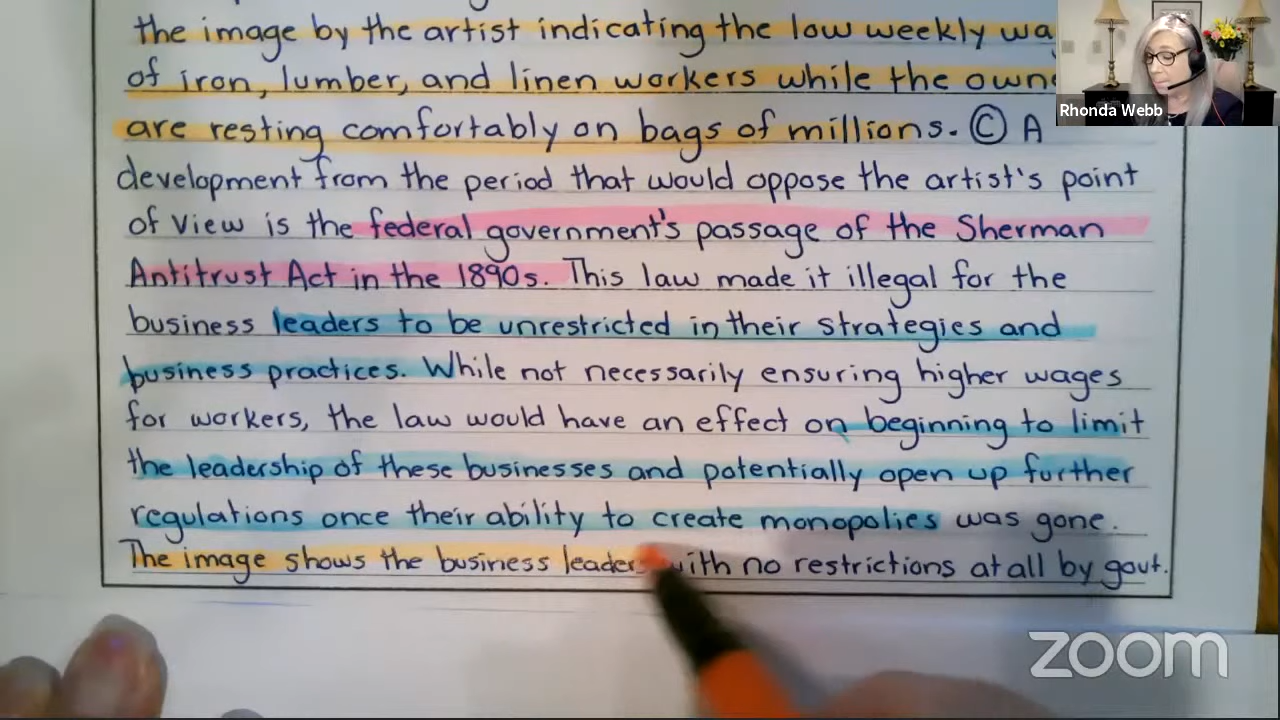 the image by the artist indicating the low weekly
of iron, lumber, and linen workers while the
are resting comfortably on bags of millions. Ⓒ A
development from the period that would oppose the artist's point
of view is the federal government's passage of the Sherman
Antitrust Act in the 1890s. This law made it illegal for the
business leaders to be unrestricted in their strategies and
business practices. While not necessarily ensuring higher wages
for workers, the law would have an effect on beginning to limit
the leadership of these businesses and potentially open up further
regulations once their ability to create monopolies was gone.
The image shows the business leaders with no restrictions at all by govt.
Rhonda Webb
zoom